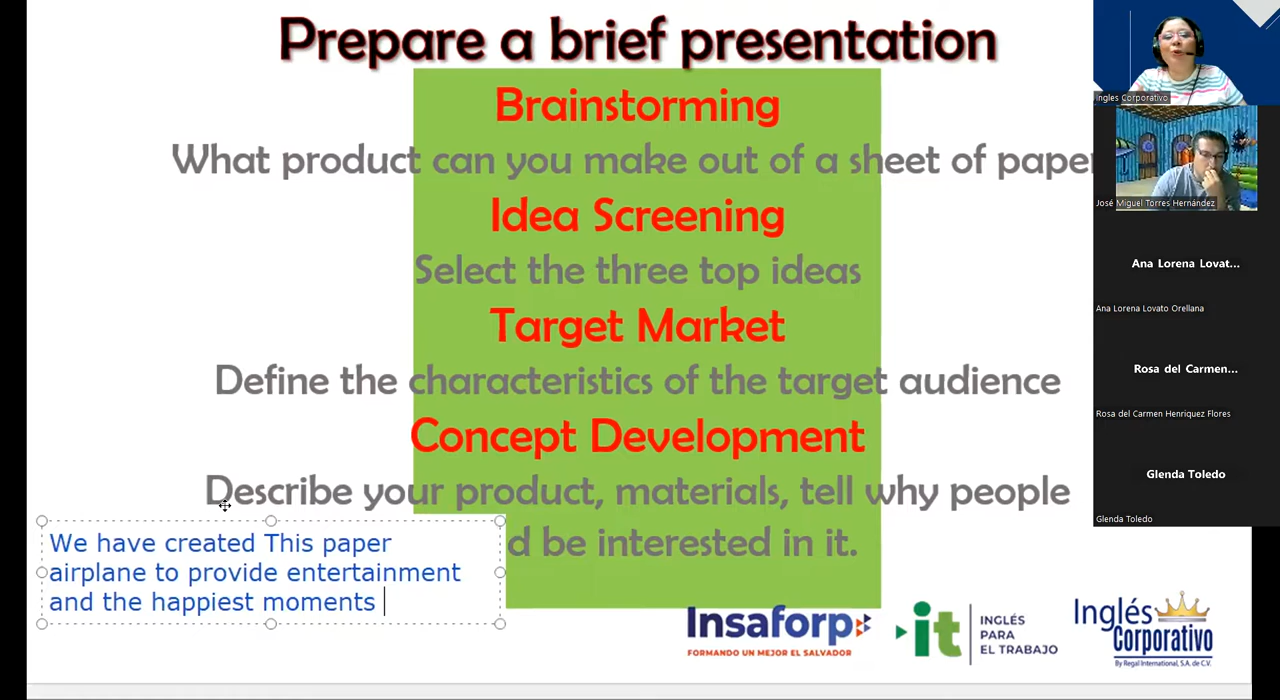 Prepare a brief presentation
Brainstorming
What product can you make out of a sheet of paper
Idea Screening
Select the three top ideas
Target Market
Define the characteristics of the target audience
Concept Development
Describe your product, materials, tell why people
d be interested in it.
We have created This paper
airplane to provide entertainment
and the happiest moments
Insaforp
FORMANDO UN MEJOR EL SALVADOR
it
INGLÉS
PARA
EL TRABAJO
Inglés
Corporativo
By Regal International, S.A. de C.V.
Ingles Corporativo
José Miguel Torres Hernández
Ana Lorena Lovat...
Ana Lorena Lovato Orellana
Rosa del Carmen...
Rosa del Carmen Henriquez Flores
Glenda Toledo
Glenda Toledo